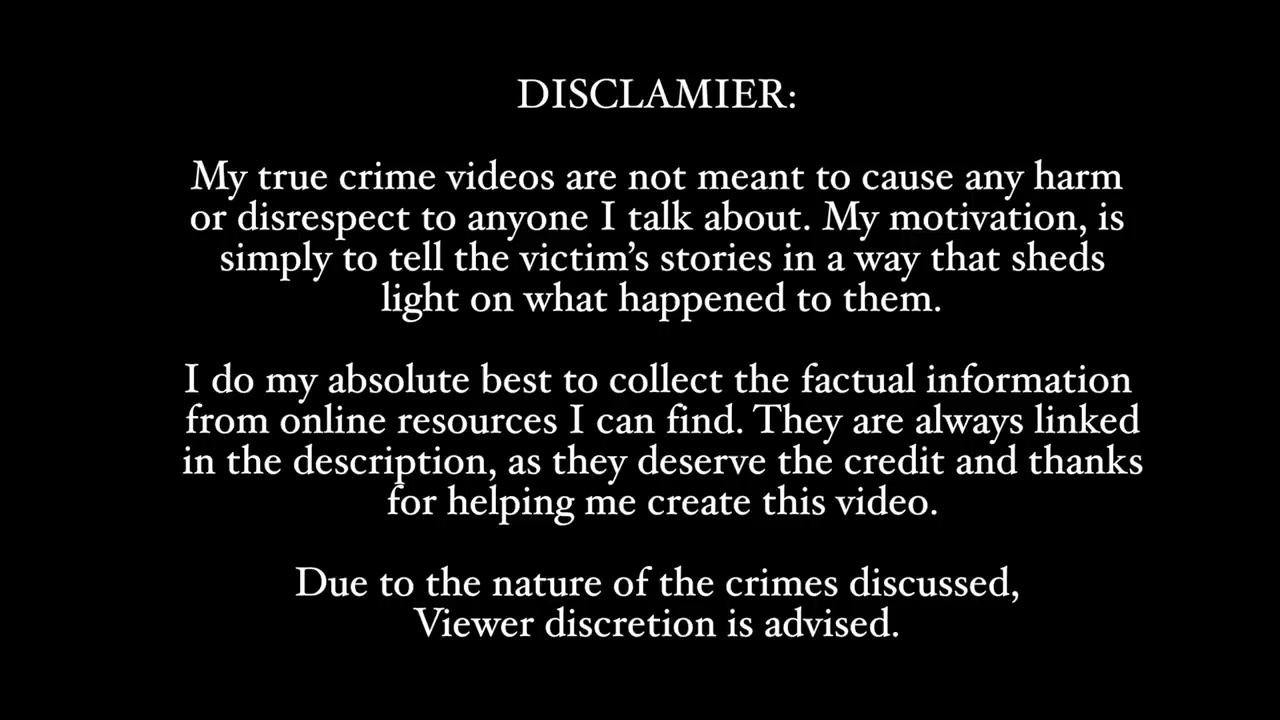 DISCLAMIER:
My true crime videos are not meant to cause any harm
or disrespect to anyone I talk about. My motivation, is
simply to tell the victim’s stories in a way that sheds
light on what happened to them.
I do my absolute best to collect the factual information
from online resources I can find. They are always linked
in the description, as they deserve the credit and thanks
for helping me create this video.
Due to the nature of the crimes discussed,
Viewer discretion is advised.